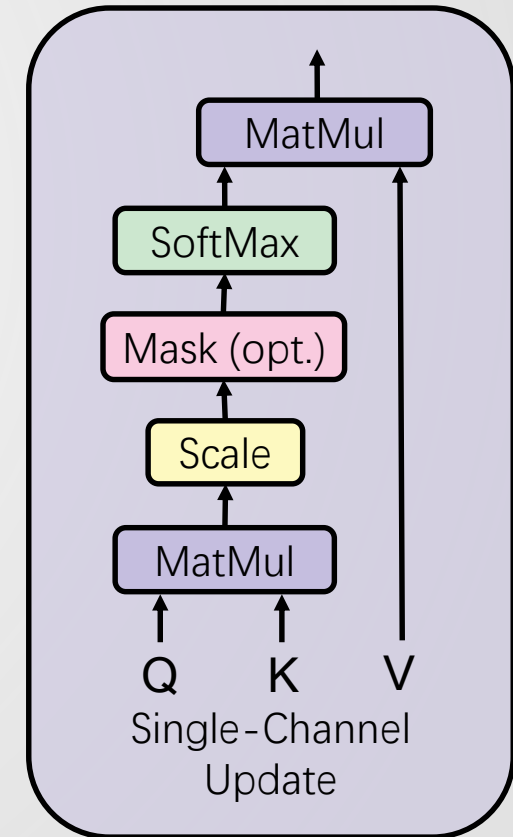 MatMul
SoftMax
Mask (opt.)
Scale
MatMul
Q K V
Single-Channel
Update